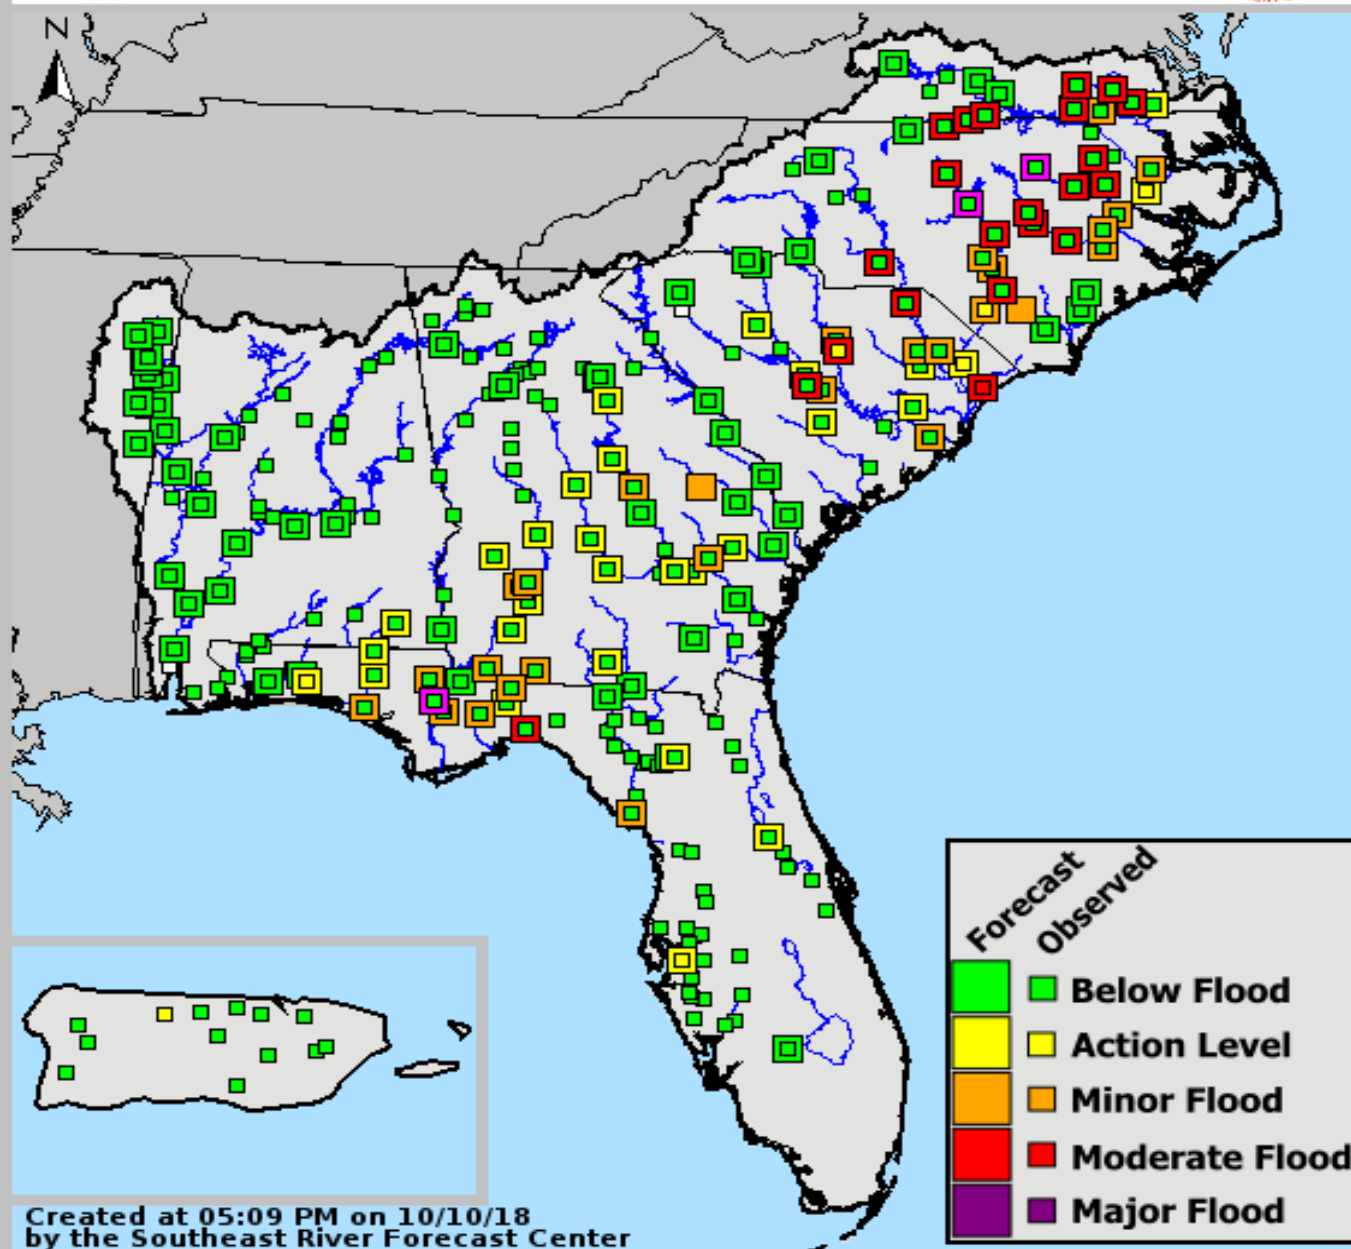 N
Forecast
Observed
Below Flood
Action Level
Minor Flood
Moderate Flood
Major Flood
Created at 05:09 PM on 10/10/18
by the Southeast River Forecast Center